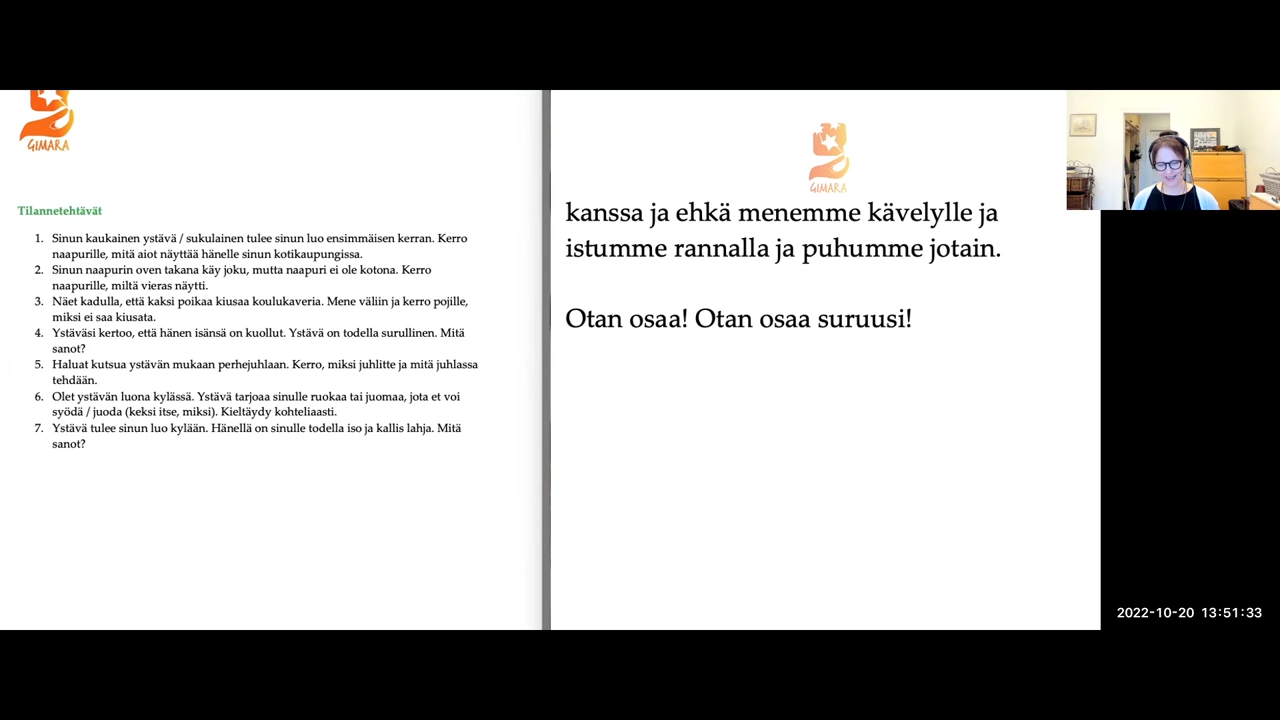 GIMARA
Tilannetehtävät
1. Sinun kaukainen ystävä / sukulainen tulee sinun luo ensimmäisen kerran. Kerro
naapurille, mitä aiot näyttää hänelle sinun kotikaupungissa.
2. Sinun naapurin oven takana käy joku, mutta naapuri ei ole kotona. Kerro
naapurille, miltä vieras näytti.
3. Näet kadulla, että kaksi poikaa kiusaa koulukaveria. Mene väliin ja kerro pojille,
miksi ei saa kiusata.
4. Ystäväsi kertoo, että hänen isänsä on kuollut. Ystävä on todella surullinen. Mitä
sanot?
5. Haluat kutsua ystävän mukaan perhejuhlaan. Kerro, miksi juhlitte ja mitä juhlassa
tehdään.
6. Olet ystävän luona kylässä. Ystävä tarjoaa sinulle ruokaa tai juomaa, jota et voi
syödä / juoda (keksi itse, miksi). Kieltäydy kohteliaasti.
7. Ystävä tulee sinun luo kylään. Hänellä on sinulle todella iso ja kallis lahja. Mitä
sanot?
GIMARA
kanssa ja ehkä menemme kävelylle ja
istumme rannalla ja puhumme jotain.
Otan osaa! Otan osaa suruusi!
2022-10-20 13:51:33